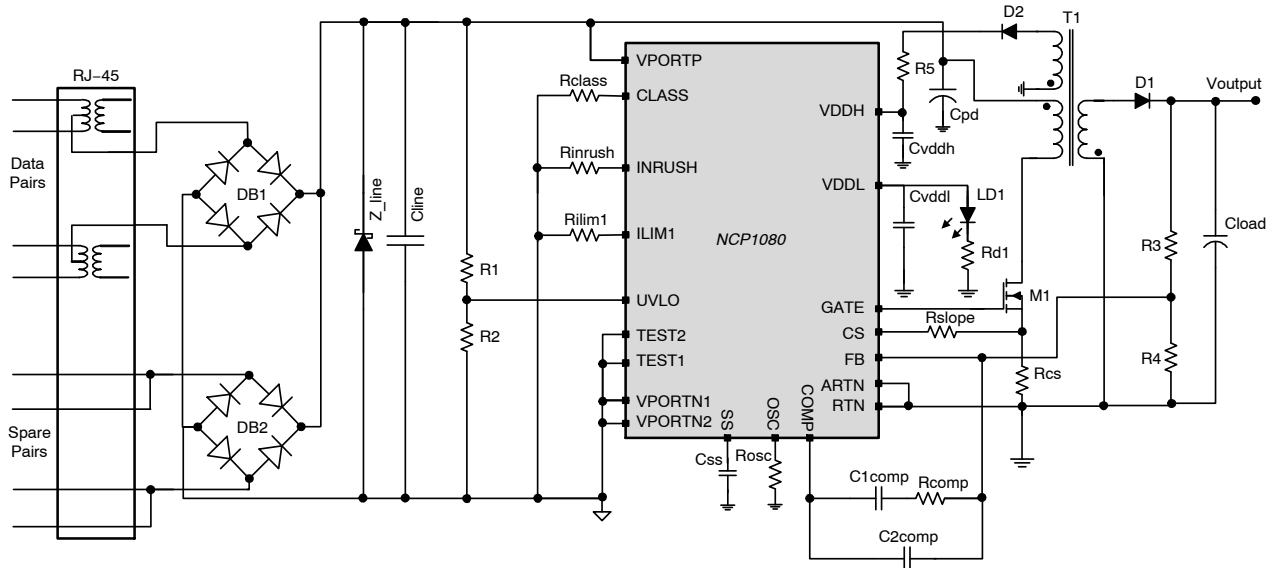 D2
T1
RJ-45
VPORTP
Rclass
CLASS
R5
VDDH
Cpd
Cvddh
D1
Voutput
Data
Pairs
DB1
Rinrush
INRUSH
Z_line
Cline
VDDL
Cvddl
LD1
Rilim1
ILIM1
NCP1080
Rd1
R3
Cload
R1
UVLO
GATE
M1
R2
TEST2
TEST1
CS
Rslope
FB
R4
Rcs
ARTN
RTN
VPORTN1
VPORTN2
SS
OSC
COMP
DB2
Spare
Pairs
Css
Rosc
C1comp
Rcomp
C2comp